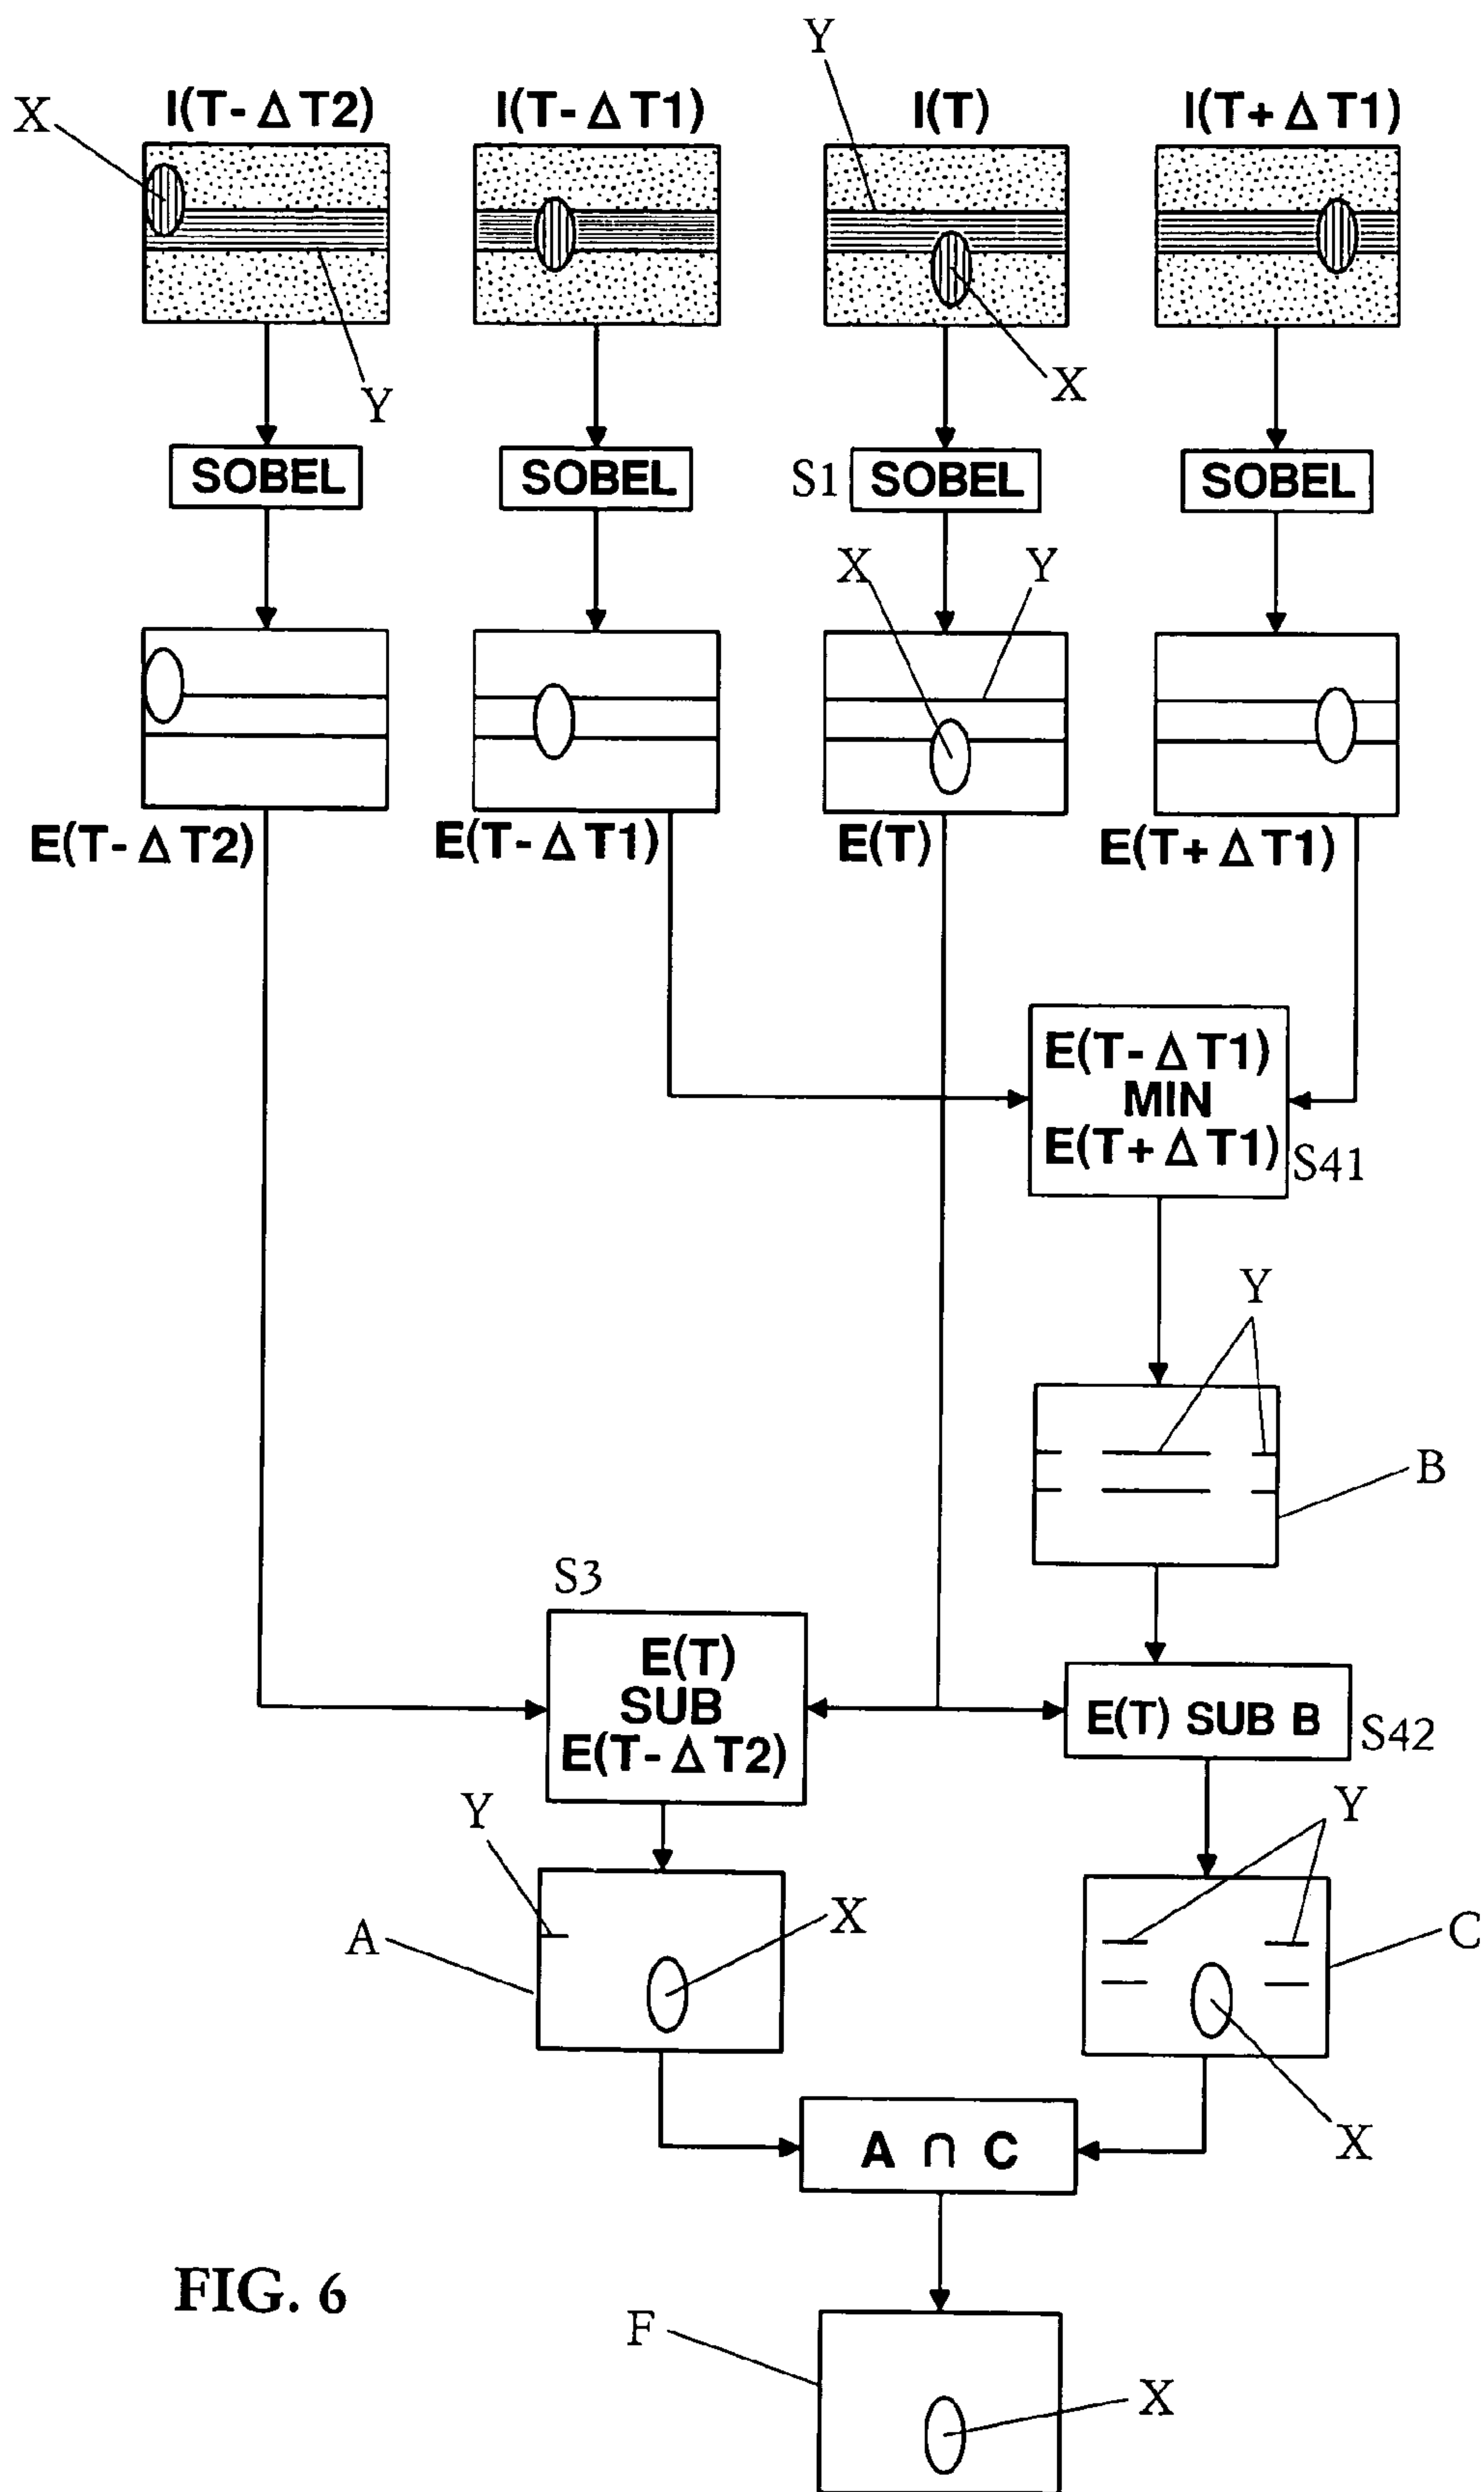 Y
X
I(T-ΔT2) I(T-ΔT1) I(T) I(T+ΔT1)
Y
X
SOBEL SOBEL S1 SOBEL SOBEL
X Y
E(T-ΔT2) E(T-ΔT1) E(T) E(T+ΔT1)
E(T-ΔT1)
MIN
E(T+ΔT1) S41
Y
B
S3
E(T)
SUB
E(T-ΔT2)
E(T) SUB B S42
Y Y
A X C
X
A ∩ C
FIG. 6
F
X